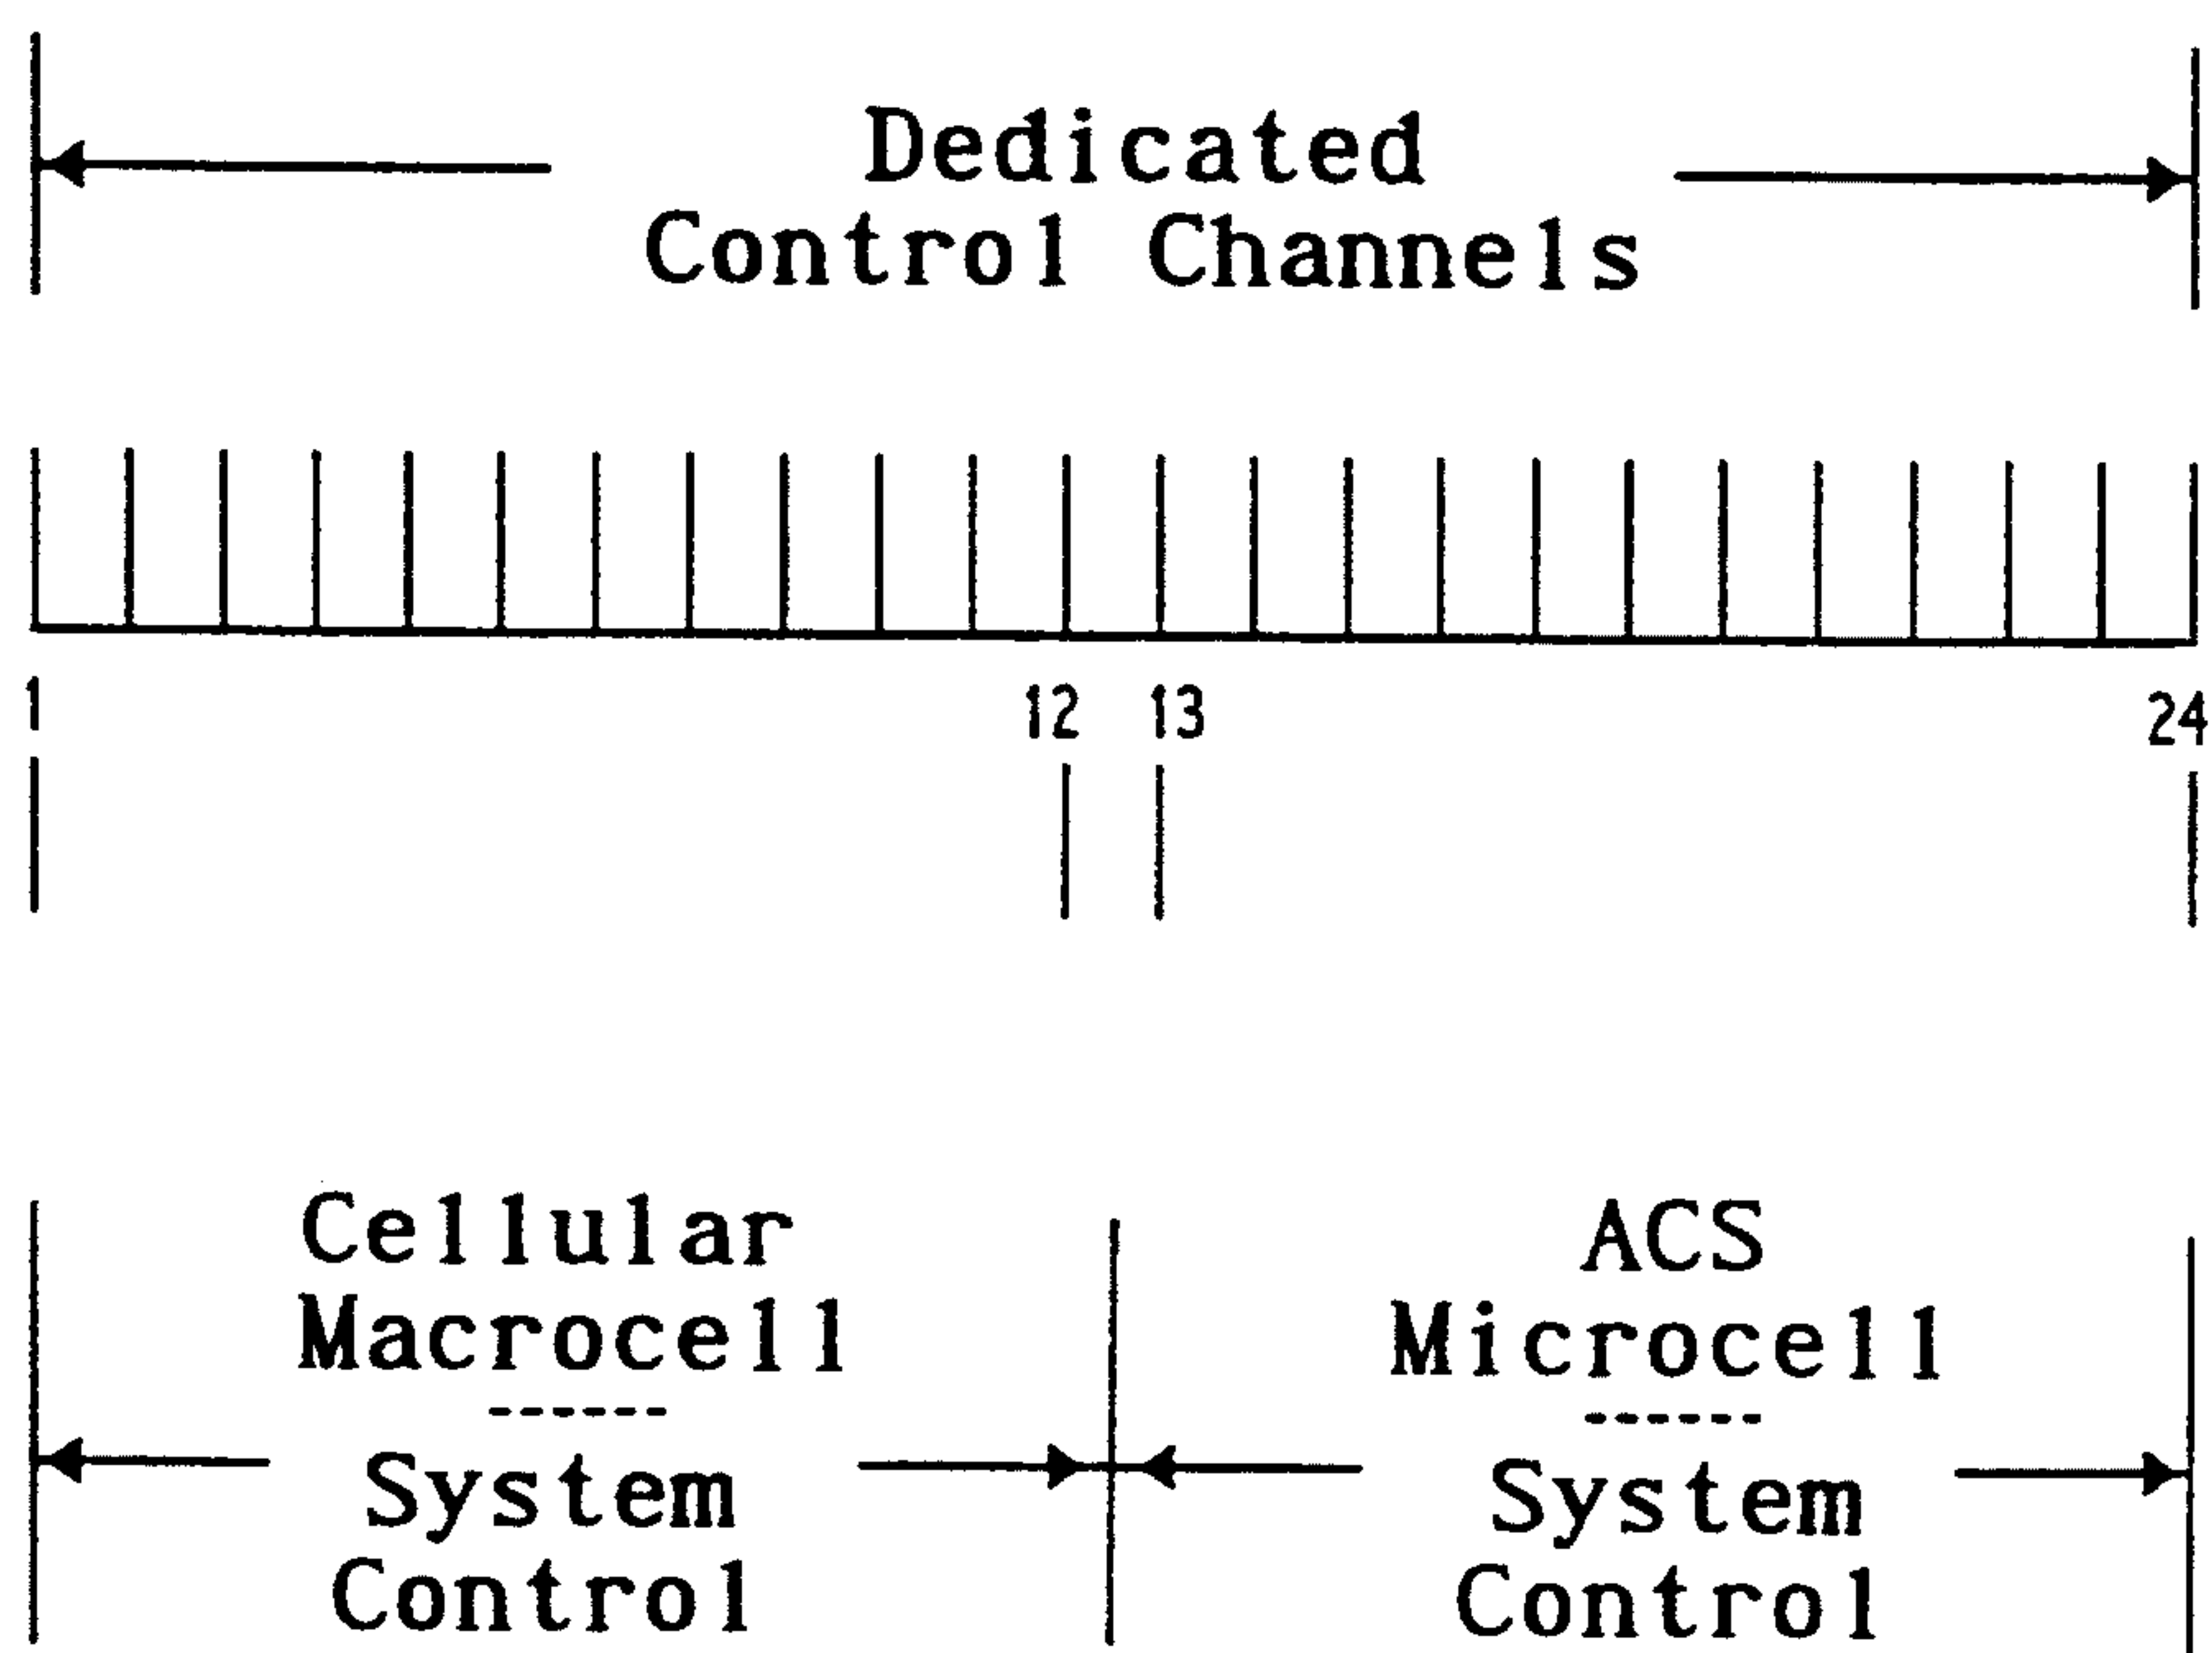 Dedicated
Control Channels
1 12 13 24
Cellular
Macrocell
------
System
Control
ACS
Microcell
------
System
Control